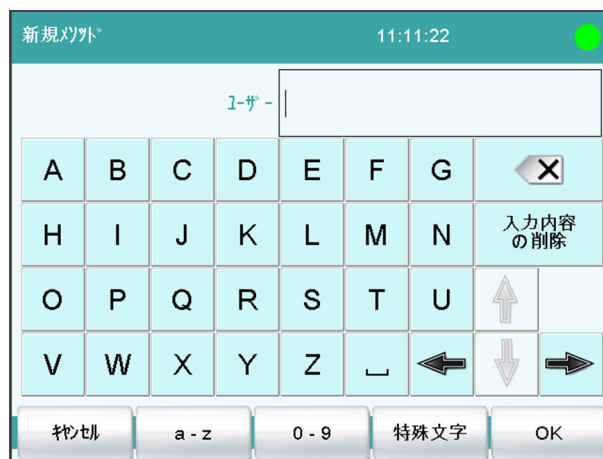 新規ﾒｿｯﾄﾞ 11:11:22
ﾕｰｻﾞｰ
A B C D E F G
H I J K L M N 入力内容
の削除
O P Q R S T U
V W X Y Z
ｷｬﾝｾﾙ a - z 0 - 9 特殊文字 OK